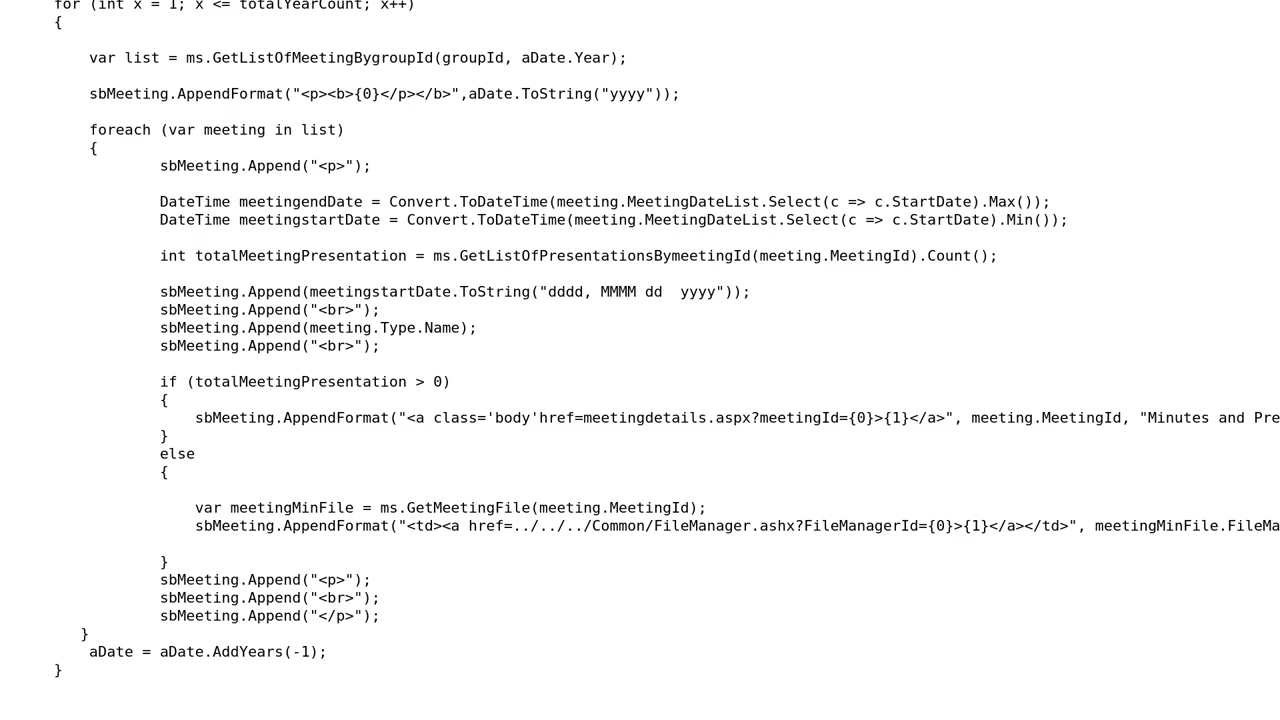 for (int x = 1; x <= totalYearCount; x++)
{
var list = ms.GetListOfMeetingBygroupId(groupId, aDate.Year);
sbMeeting.AppendFormat("<p><b>{0}</p></b>",aDate.ToString("yyyy"));
foreach (var meeting in list)
{
sbMeeting.Append("<p>");
DateTime meetingendDate = Convert.ToDateTime(meeting.MeetingDateList.Select(c => c.StartDate).Max());
DateTime meetingstartDate = Convert.ToDateTime(meeting.MeetingDateList.Select(c => c.StartDate).Min());
int totalMeetingPresentation = ms.GetListOfPresentationsBymeetingId(meeting.MeetingId).Count();
sbMeeting.Append(meetingstartDate.ToString("dddd, MMMM dd  yyyy"));
sbMeeting.Append("<br>");
sbMeeting.Append(meeting.Type.Name);
sbMeeting.Append("<br>");
if (totalMeetingPresentation > 0)
{
sbMeeting.AppendFormat("<a class='body'href=meetingdetails.aspx?meetingId={0}>{1}</a>", meeting.MeetingId, "Minutes and Pre
}
else
{
var meetingMinFile = ms.GetMeetingFile(meeting.MeetingId);
sbMeeting.AppendFormat("<td><a href=../../../Common/FileManager.ashx?FileManagerId={0}>{1}</a></td>", meetingMinFile.FileMa
}
sbMeeting.Append("<p>");
sbMeeting.Append("<br>");
sbMeeting.Append("</p>");
}
aDate = aDate.AddYears(-1);
}